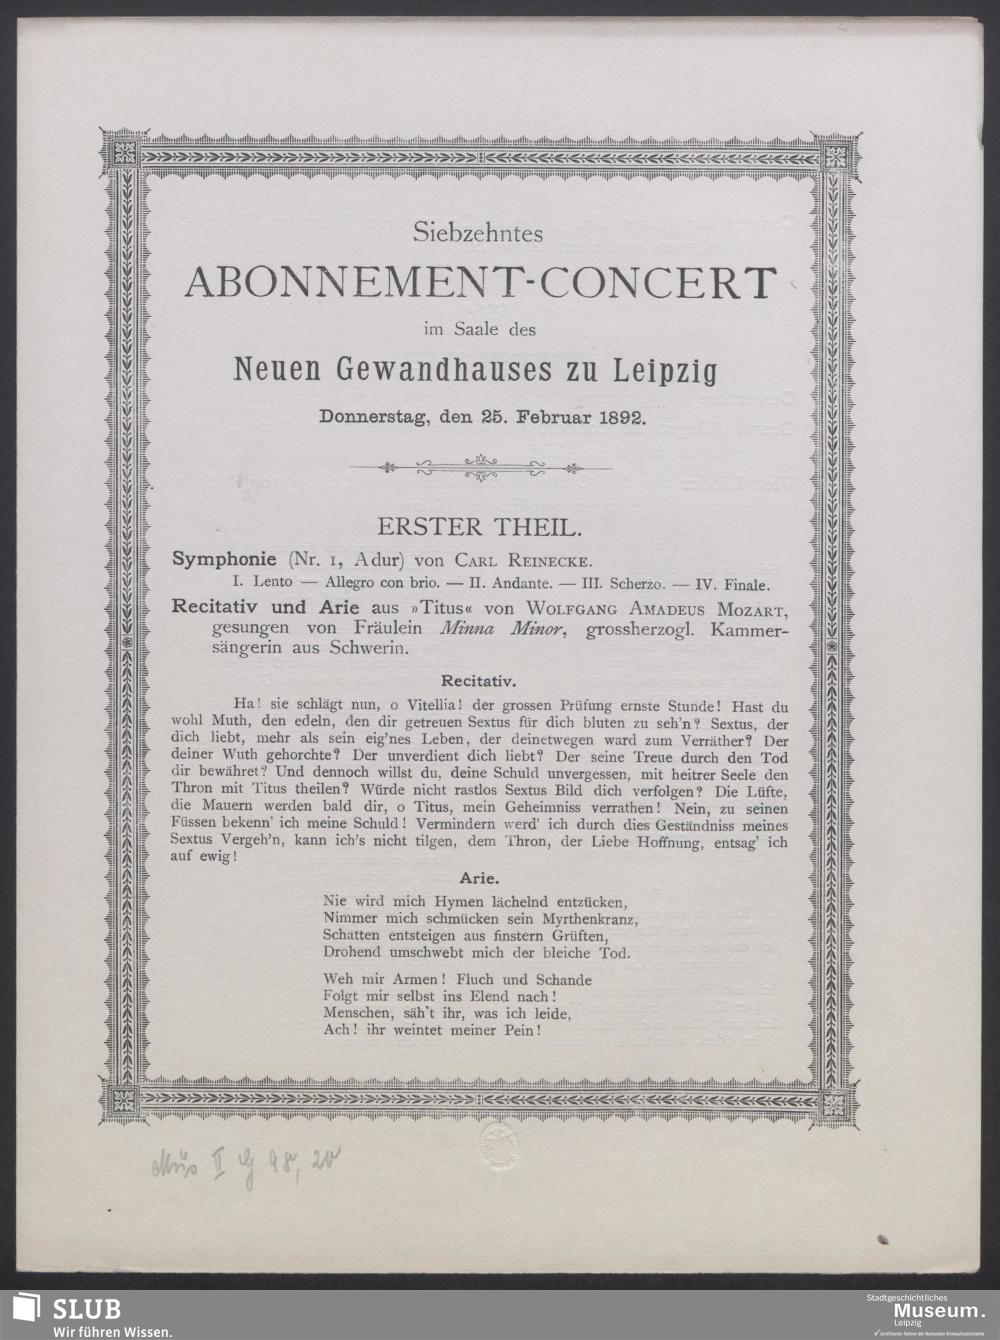 Siebzehntes
ABONNEMENT-CONCERT
im Saale des
Neuen Gewandhauses zu Leipzig
Donnerstag, den 25. Februar 1892.
ERSTER THEIL.
Symphonie (Nr. 1, Adur) von CARL REINECKE.
I. Lento — Allegro con brio. — II. Andante. — III. Scherzo. — IV. Finale.
Recitativ und Arie aus »Titus« von WOLFGANG AMADEUS MOZART,
gesungen von Fräulein Minna Minor, grossherzogl. Kammer-
sängerin aus Schwerin.
Recitativ.
Ha! sie schlägt nun, o Vitellia! der grossen Prüfung ernste Stunde! Hast du
wohl Muth, den edeln, den dir getreuen Sextus für dich bluten zu seh'n? Sextus, der
dich liebt, mehr als sein eig'nes Leben, der deinetwegen ward zum Verräther? Der
deiner Wuth gehorchte? Der unverdient dich liebt? Der seine Treue durch den Tod
dir bewähret? Und dennoch willst du, deine Schuld unvergessen, mit heitrer Seele den
Thron mit Titus theilen? Würde nicht rastlos Sextus Bild dich verfolgen? Die Lüfte,
die Mauern werden bald dir, o Titus, mein Geheimniss verrathen! Nein, zu seinen
Füssen bekenn' ich meine Schuld! Vermindern werd' ich durch dies Geständniss meines
Sextus Vergeh'n, kann ich's nicht tilgen, dem Thron, der Liebe Hoffnung, entsag' ich
auf ewig!
Arie.
Nie wird mich Hymen lächelnd entzücken,
Nimmer mich schmücken sein Myrthenkranz,
Schatten entsteigen aus finstern Grüften,
Drohend umschwebt mich der bleiche Tod.
Weh mir Armen! Fluch und Schande
Folgt mir selbst ins Elend nach!
Menschen, säh't ihr, was ich leide,
Ach! ihr weintet meiner Pein!
Mus II
SLUB
Wir führen Wissen.
Stadtgeschichtliches
Museum.
Leipzig
Zertifizierter Partner der Nationalen Klimaschutzinitiative